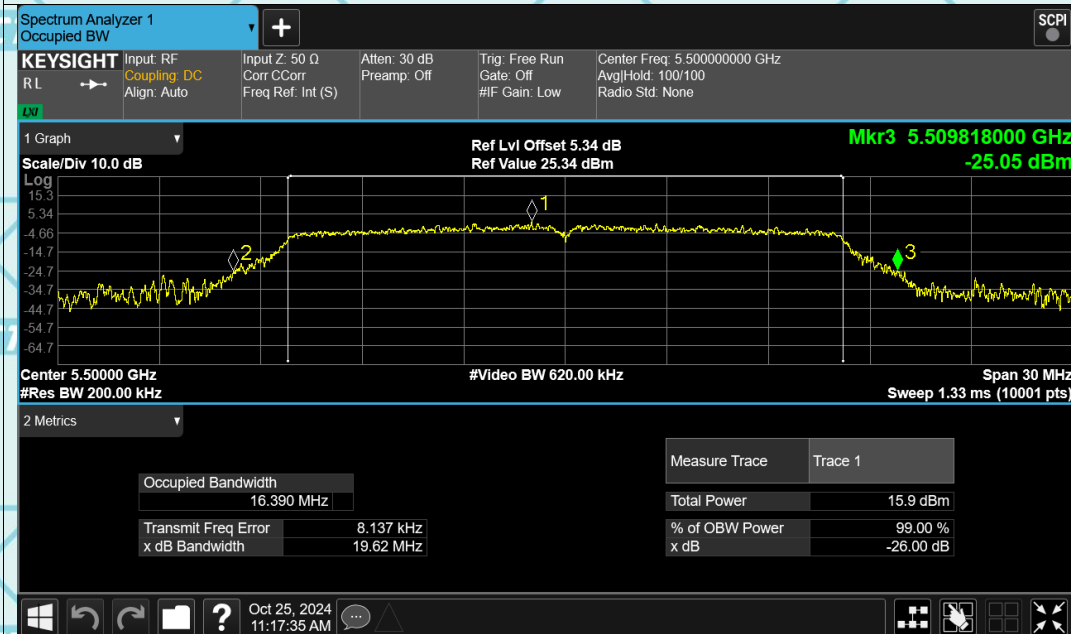 Spectrum Analyzer 1
Occupied BW
+
SCPI
KEYSIGHT
RL
LXI
Input: RF
Coupling: DC
Align: Auto
Input Z: 50 Ω
Corr CCorr
Freq Ref: Int (S)
Atten: 30 dB
Preamp: Off
Trig: Free Run
Gate: Off
#IF Gain: Low
Center Freq: 5.500000000 GHz
Avg|Hold: 100/100
Radio Std: None
1 Graph
Scale/Div 10.0 dB
Ref Lvl Offset 5.34 dB
Ref Value 25.34 dBm
Mkr3 5.509818000 GHz
-25.05 dBm
Log
15.3
5.34
-4.66
-14.7
-24.7
-34.7
-44.7
-54.7
-64.7
1
2
3
Center 5.50000 GHz
#Video BW 620.00 kHz
Span 30 MHz
#Res BW 200.00 kHz
Sweep 1.33 ms (10001 pts)
2 Metrics
Measure Trace Trace 1
Occupied Bandwidth
16.390 MHz
Total Power 15.9 dBm
Transmit Freq Error 8.137 kHz
% of OBW Power 99.00 %
x dB Bandwidth 19.62 MHz
x dB -26.00 dB
?
Oct 25, 2024
11:17:35 AM